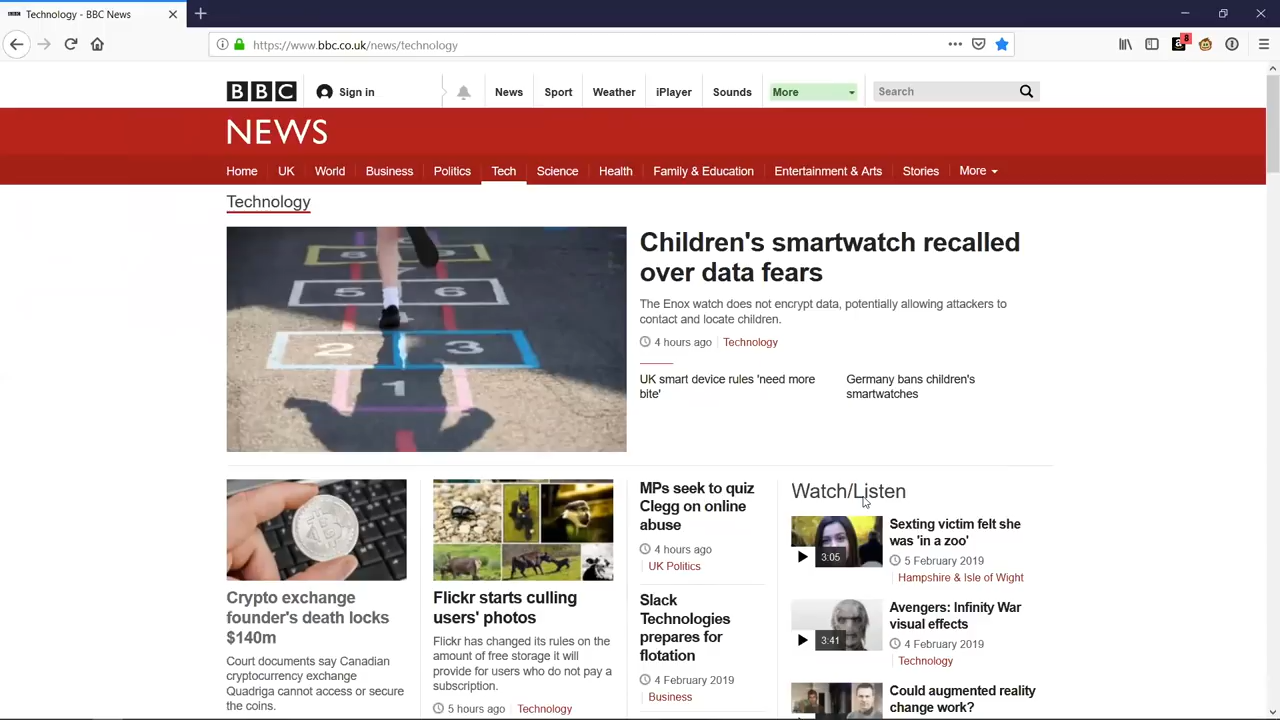 BBC Technology - BBC News
https://www.bbc.co.uk/news/technology
8
BBC Sign in News Sport Weather iPlayer Sounds More Search
NEWS
Home UK World Business Politics Tech Science Health Family & Education Entertainment & Arts Stories More
Technology
8
5 6
2 3
1
Children's smartwatch recalled
over data fears
The Enox watch does not encrypt data, potentially allowing attackers to
contact and locate children.
4 hours ago Technology
UK smart device rules 'need more
bite'
Germany bans children's
smartwatches
Crypto exchange
founder's death locks
$140m
Court documents say Canadian
cryptocurrency exchange
Quadriga cannot access or secure
the coins.
Flickr starts culling
users' photos
Flickr has changed its rules on the
amount of free storage it will
provide for users who do not pay a
subscription.
5 hours ago Technology
MPs seek to quiz
Clegg on online
abuse
4 hours ago
UK Politics
Slack
Technologies
prepares for
flotation
4 February 2019
Business
Watch/Listen
3:05
Sexting victim felt she
was 'in a zoo'
5 February 2019
Hampshire & Isle of Wight
3:41
Avengers: Infinity War
visual effects
4 February 2019
Technology
Could augmented reality
change work?